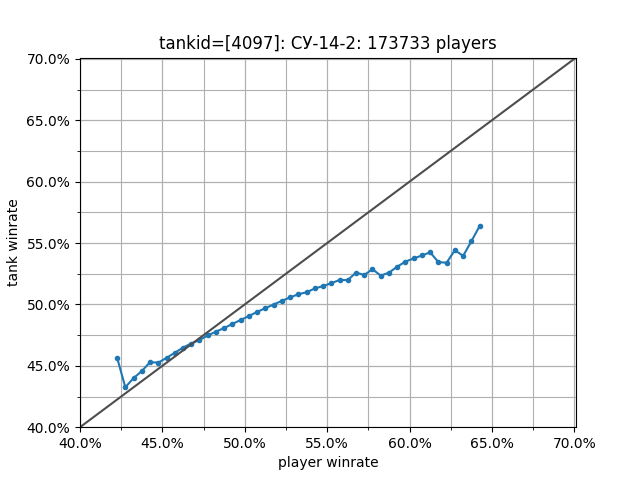 tankid=[4097]: СУ-14-2: 173733 players
70.0%
65.0%
60.0%
55.0%
50.0%
45.0%
40.0%
tank winrate
40.0% 45.0% 50.0% 55.0% 60.0% 65.0% 70.0%
player winrate